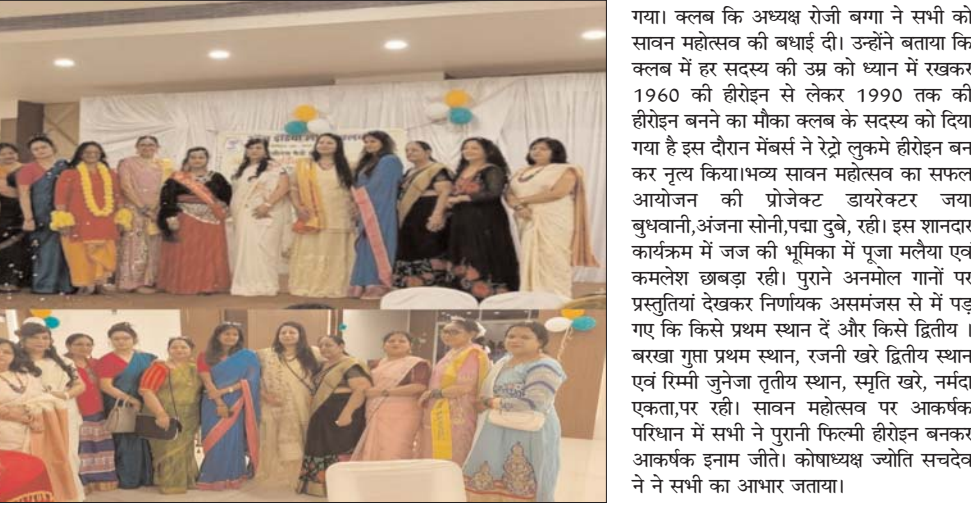 गया। क्लब कि अध्यक्ष रोजी बग्गा ने सभी को
सावन महोत्सव की बधाई दी। उन्होंने बताया कि
क्लब में हर सदस्य की उम्र को ध्यान में रखकर
1960 की हीरोइन से लेकर 1990 तक की
हीरोइन बनने का मौका क्लब के सदस्य को दिया
गया है इस दौरान मेंबर्स ने रेट्रो लुकमे हीरोइन बन
कर नृत्य किया।भव्य सावन महोत्सव का सफल
आयोजन की प्रोजेक्ट डायरेक्टर जया
बुधवानी,अंजना सोनी,पद्मा दुबे, रही। इस शानदार
कार्यक्रम में जज की भूमिका में पूजा मलैया एवं
कमलेश छाबड़ा रही। पुराने अनमोल गानों पर
प्रस्तुतियां देखकर निर्णायक असमंजस से में पड़
गए कि किसे प्रथम स्थान दें और किसे द्वितीय ।
बरखा गुप्ता प्रथम स्थान, रजनी खरे द्वितीय स्थान
एवं रिम्मी जुनेजा तृतीय स्थान, स्मृति खरे, नर्मदा
एकता,पर रही। सावन महोत्सव पर आकर्षक
परिधान में सभी ने पुरानी फिल्मी हीरोइन बनकर
आकर्षक इनाम जीते। कोषाध्यक्ष ज्योति सचदेव
ने ने सभी का आभार जताया।